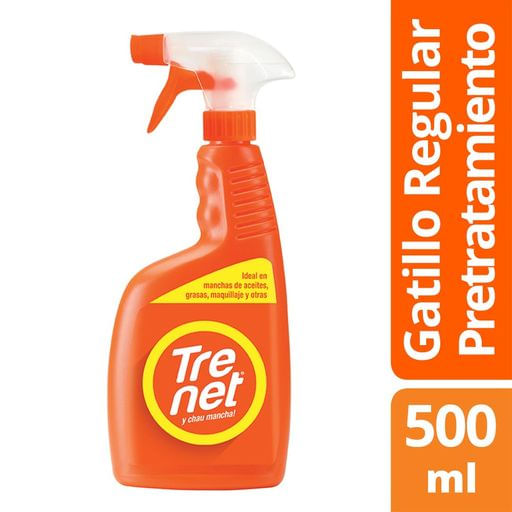 Ideal en
manchas de aceites,
grasas, maquillaje y otras
Tre
net®
y chau mancha!
Gatillo Regular
Pretratamiento
500
ml